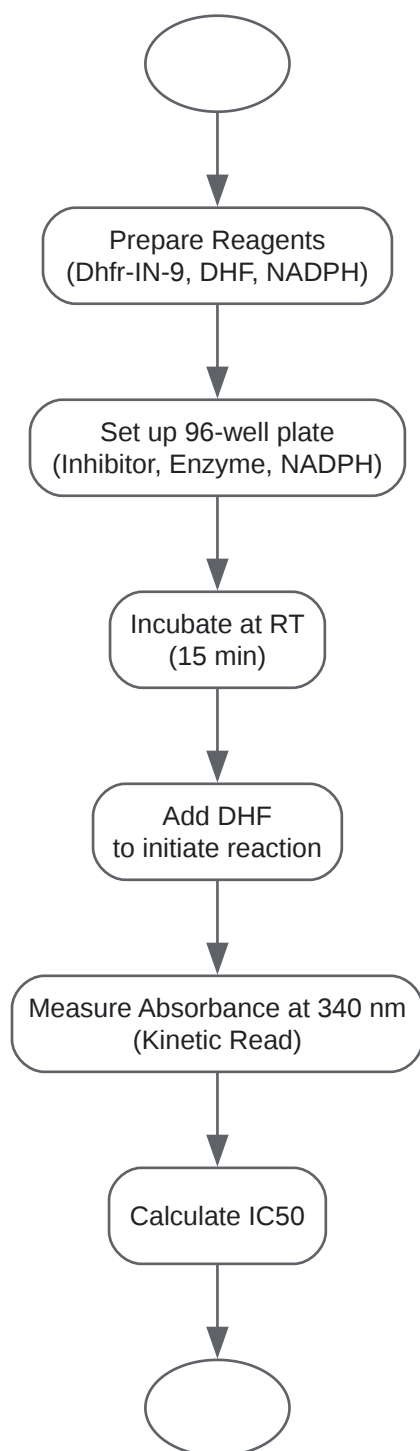 Prepare Reagents
(Dhfr-IN-9, DHF, NADPH)
Set up 96-well plate
(Inhibitor, Enzyme, NADPH)
Incubate at RT
(15 min)
Add DHF
to initiate reaction
Measure Absorbance at 340 nm
(Kinetic Read)
Calculate IC50